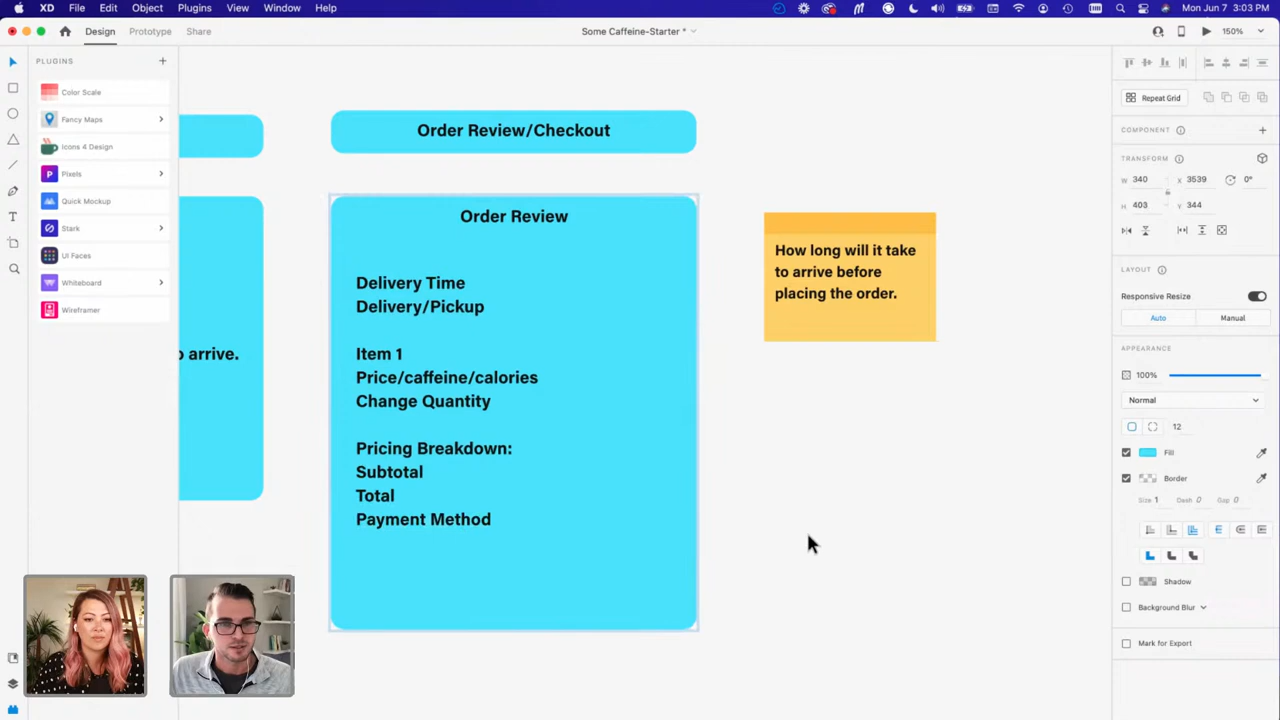 XD File Edit Object Plugins View Window Help Mon Jun 7 3:03 PM
Design Prototype Share Some Caffeine-Starter * 150%
PLUGINS
Color Scale
Fancy Maps
Icons 4 Design
Pixels
Quick Mockup
Stark
UI Faces
Whiteboard
Wireframer
o arrive.
Order Review/Checkout
Order Review
Delivery Time
Delivery/Pickup
Item 1
Price/caffeine/calories
Change Quantity
Pricing Breakdown:
Subtotal
Total
Payment Method
How long will it take
to arrive before
placing the order.
Repeat Grid
COMPONENT
TRANSFORM
W 340 X 3539 0°
H 403 Y 344
LAYOUT
Responsive Resize
Auto Manual
APPEARANCE
100%
Normal
12
Fill
Border
Size 1 Dash 0 Gap 0
Shadow
Background Blur
Mark for Export